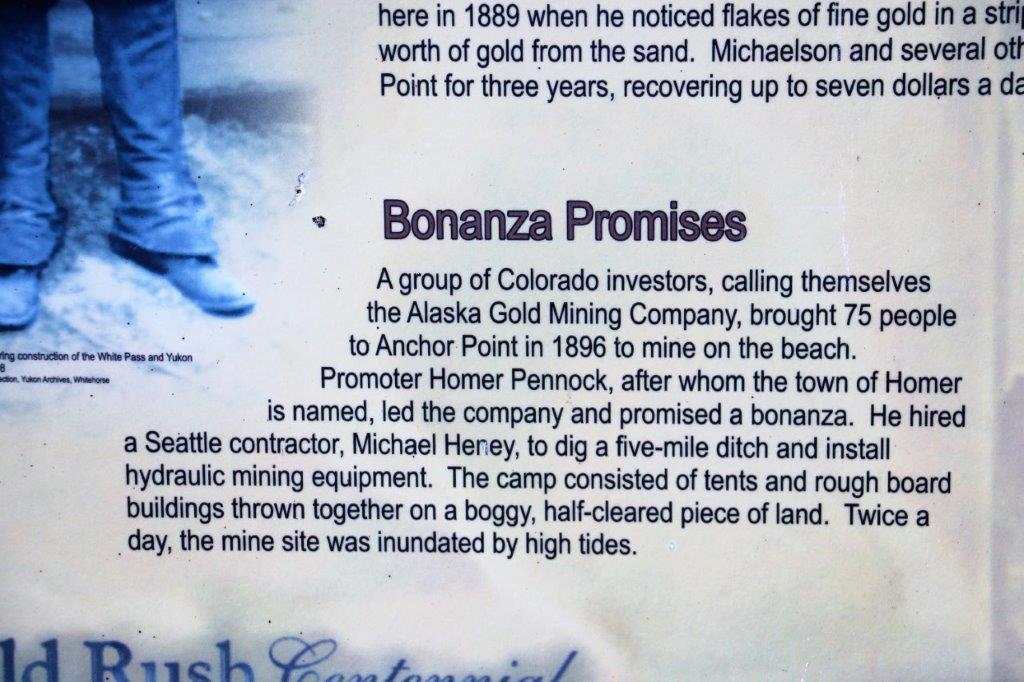 here in 1889 when he noticed flakes of fine gold in a
worth of gold from the sand. Michaelson and several
Point for three years, recovering up to seven dollars a
Bonanza Promises
A group of Colorado investors, calling themselves
the Alaska Gold Mining Company, brought 75 people
to Anchor Point in 1896 to mine on the beach.
Promoter Homer Pennock, after whom the town of Homer
is named, led the company and promised a bonanza. He hired
a Seattle contractor, Michael Heney, to dig a five-mile ditch and install
hydraulic mining equipment. The camp consisted of tents and rough board
buildings thrown together on a boggy, half-cleared piece of land. Twice a
day, the mine site was inundated by high tides.
ring construction of the White Pass and Yukon
8
ection, Yukon Archives, Whitehorse
ld Rush Centennial